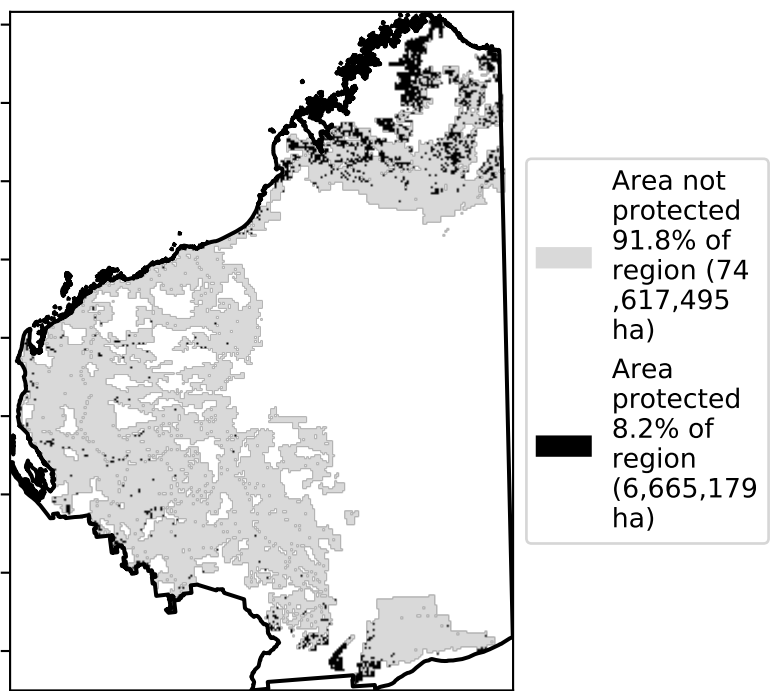 Area not
protected
91.8% of
region (74
,617,495
ha)
Area
protected
8.2% of
region
(6,665,179
ha)